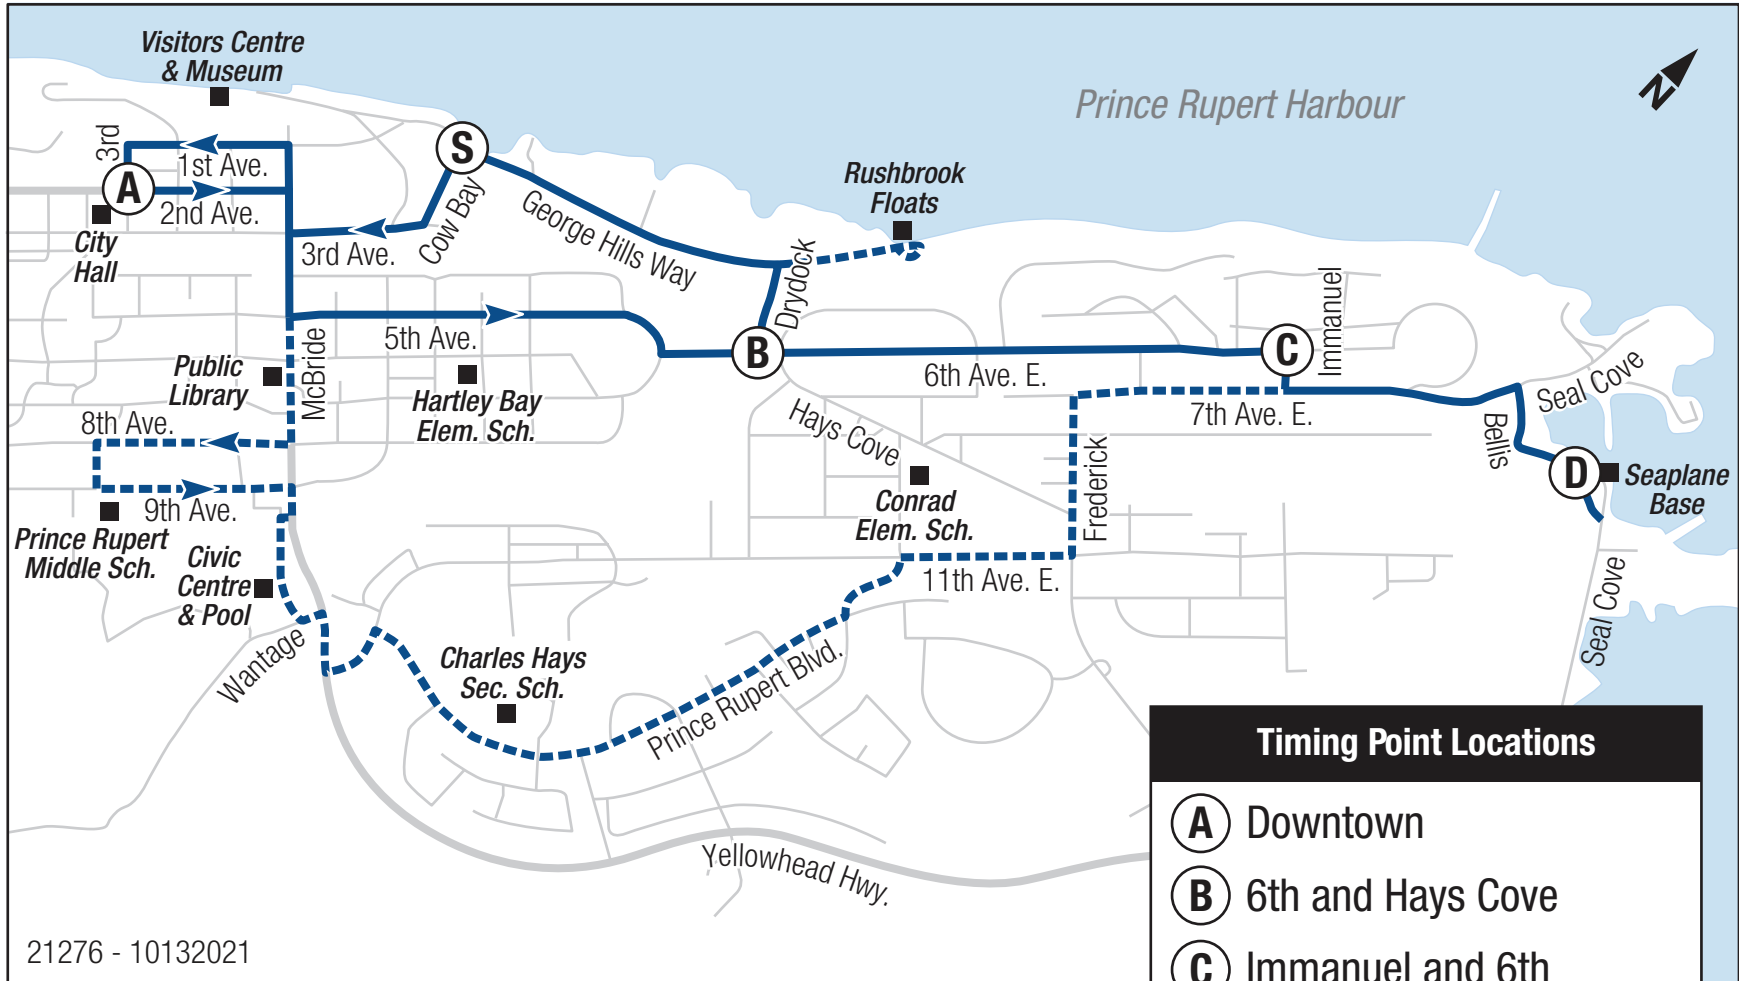 Visitors Centre
& Museum
Prince Rupert Harbour
N
3rd
1st Ave.
S
A
2nd Ave.
Rushbrook
Floats
City
Hall
3rd Ave.
Cow Bay
George Hills Way
Drydock
Immanuel
5th Ave.
B
C
McBride
Public
Library
6th Ave. E.
Seal Cove
Hartley Bay
Elem. Sch.
8th Ave.
Hays Cove
7th Ave. E.
Bellis
Frederick
D
Seaplane
Base
9th Ave.
Conrad
Elem. Sch.
Prince Rupert
Middle Sch.
Civic
Centre
& Pool
11th Ave. E.
Seal Cove
Wantage
Charles Hays
Sec. Sch.
Prince Rupert Blvd.
Yellowhead Hwy.
Timing Point Locations
A Downtown
B 6th and Hays Cove
C Immanuel and 6th
21276 - 10132021